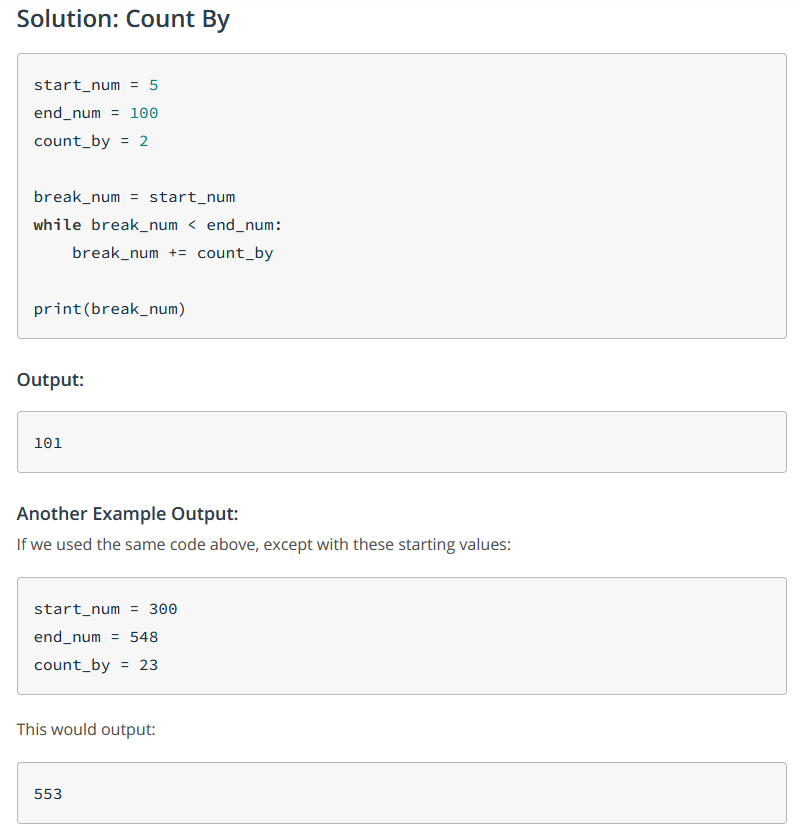 Solution: Count By
start_num = 5
end_num = 100
count_by = 2
break_num = start_num
while break_num < end_num:
    break_num += count_by
print(break_num)
Output:
101
Another Example Output:
If we used the same code above, except with these starting values:
start_num = 300
end_num = 548
count_by = 23
This would output:
553